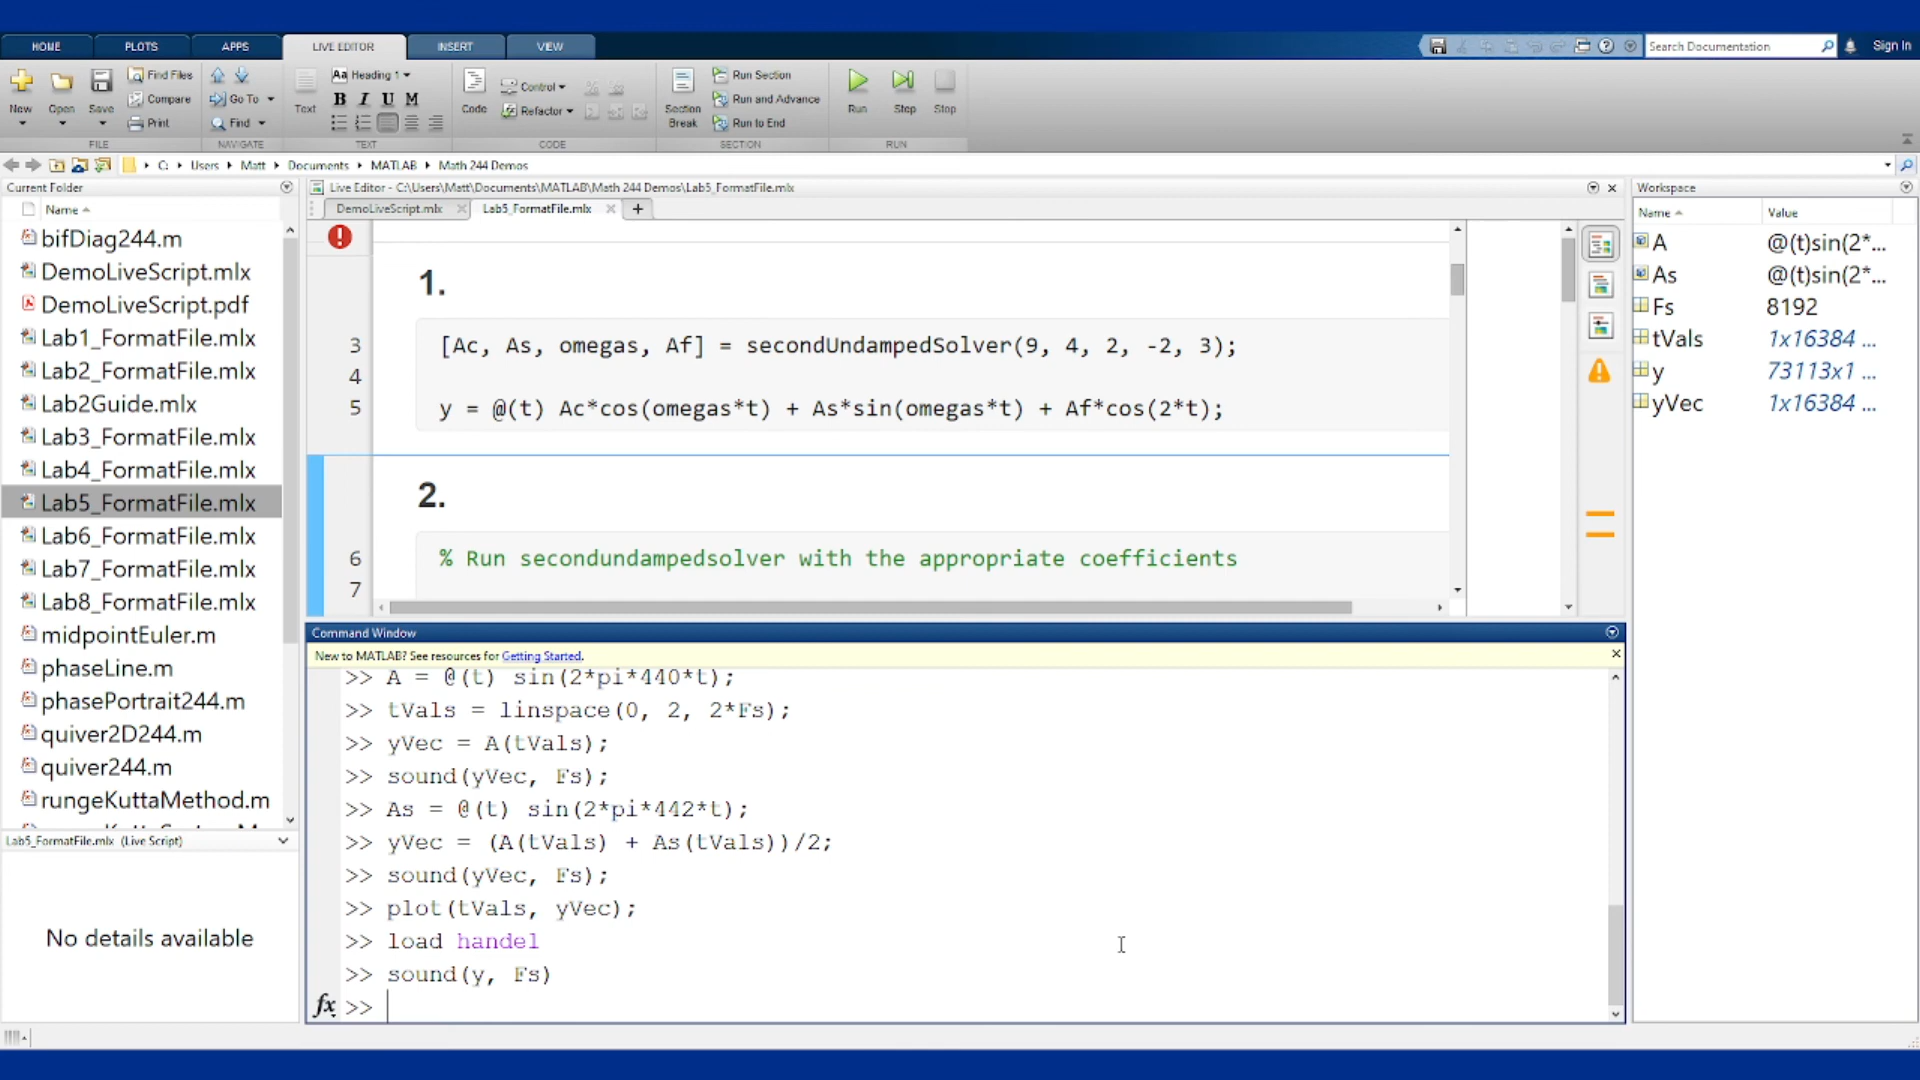 HOME PLOTS APPS LIVE EDITOR INSERT VIEW Search Documentation Sign In
New Open Save Find Files Compare Print Go To Find Text Aa Heading 1 B I U M Code Control Refactor Section Break Run Section Run and Advance Run to End Run Step Stop
FILE NAVIGATE TEXT CODE SECTION RUN
C: Users Matt Documents MATLAB Math 244 Demos
Current Folder
Name
bifDiag244.m
DemoLiveScript.mlx
DemoLiveScript.pdf
Lab1_FormatFile.mlx
Lab2_FormatFile.mlx
Lab2Guide.mlx
Lab3_FormatFile.mlx
Lab4_FormatFile.mlx
Lab5_FormatFile.mlx
Lab6_FormatFile.mlx
Lab7_FormatFile.mlx
Lab8_FormatFile.mlx
midpointEuler.m
phaseLine.m
phasePortrait244.m
quiver2D244.m
quiver244.m
rungeKuttaMethod.m
Lab5_FormatFile.mlx (Live Script)
No details available
Live Editor - C:\Users\Matt\Documents\MATLAB\Math 244 Demos\Lab5_FormatFile.mlx
DemoLiveScript.mlx Lab5_FormatFile.mlx
1.
3 [Ac, As, omegas, Af] = secondUndampedSolver(9, 4, 2, -2, 3);
4
5 y = @(t) Ac*cos(omegas*t) + As*sin(omegas*t) + Af*cos(2*t);
2.
6 % Run secondundampedsolver with the appropriate coefficients
7
Command Window
New to MATLAB? See resources for Getting Started.
>> A = @(t) sin(2*pi*440*t);
>> tVals = linspace(0, 2, 2*Fs);
>> yVec = A(tVals);
>> sound(yVec, Fs);
>> As = @(t) sin(2*pi*442*t);
>> yVec = (A(tVals) + As(tVals))/2;
>> sound(yVec, Fs);
>> plot(tVals, yVec);
>> load handel
>> sound(y, Fs)
fx >>
Workspace
Name Value
A @(t)sin(2*...
As @(t)sin(2*...
Fs 8192
tVals 1x16384 ...
y 73113x1 ...
yVec 1x16384 ...